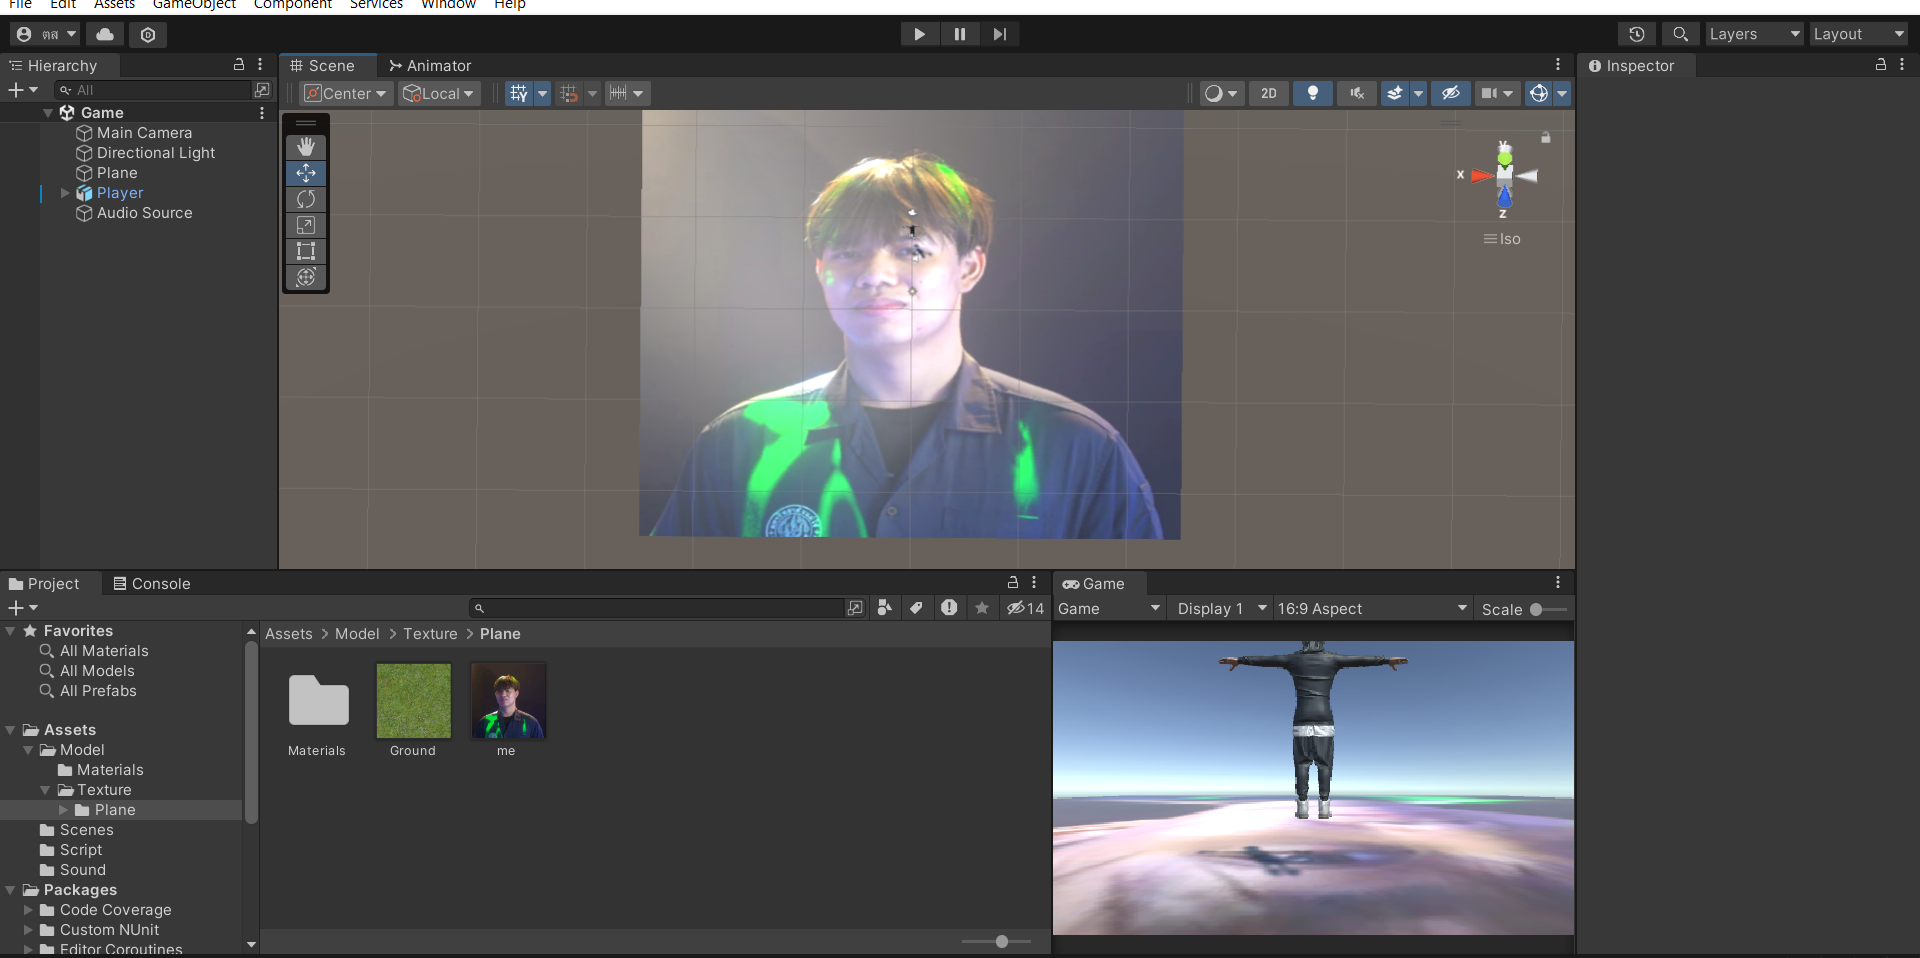 File Edit Assets GameObject Component Services Window Help
ตส
Layers
Layout
Hierarchy
Scene
Animator
Inspector
All
Center
Local
2D
Game
Main Camera
Directional Light
Plane
Player
Audio Source
y
x
z
Iso
Project
Console
14
Game
Game
Display 1
16:9 Aspect
Scale
Favorites
All Materials
All Models
All Prefabs
Assets
Model
Materials
Texture
Plane
Scenes
Script
Sound
Packages
Code Coverage
Custom NUnit
Editor Coroutines
Assets > Model > Texture > Plane
Materials
Ground
me